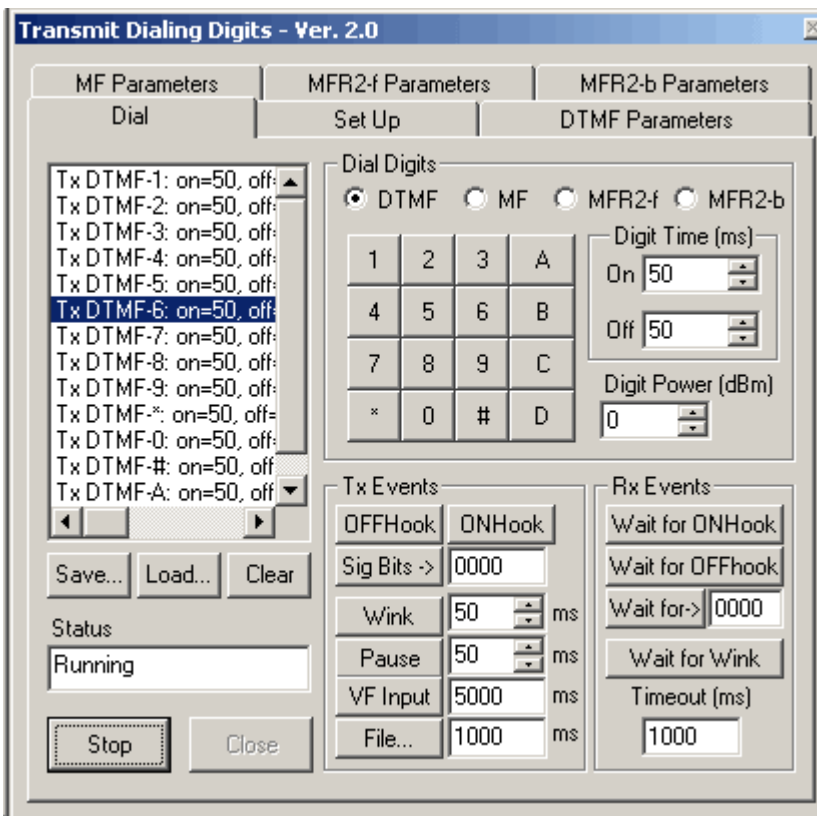 Transmit Dialing Digits - Ver. 2.0
MF Parameters
MFR2-f Parameters
MFR2-b Parameters
Dial
Set Up
DTMF Parameters
Tx DTMF-1: on=50, off=
Tx DTMF-2: on=50, off=
Tx DTMF-3: on=50, off=
Tx DTMF-4: on=50, off=
Tx DTMF-5: on=50, off=
Tx DTMF-6: on=50, off=
Tx DTMF-7: on=50, off=
Tx DTMF-8: on=50, off=
Tx DTMF-9: on=50, off=
Tx DTMF-*: on=50, off=
Tx DTMF-0: on=50, off=
Tx DTMF-#: on=50, off
Tx DTMF-A: on=50, off
Save...
Load...
Clear
Status
Running
Stop
Close
Dial Digits
DTMF
MF
MFR2-f
MFR2-b
1 2 3 A
4 5 6 B
7 8 9 C
* 0 # D
Digit Time (ms)
On 50
Off 50
Digit Power (dBm)
0
Tx Events
OFFHook
ONHook
Sig Bits -> 0000
Wink 50 ms
Pause 50 ms
VF Input 5000 ms
File... 1000 ms
Rx Events
Wait for ONHook
Wait for OFFhook
Wait for-> 0000
Wait for Wink
Timeout (ms)
1000